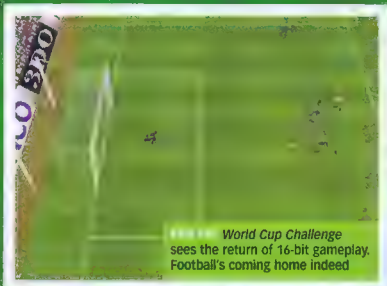 World Cup Challenge
sees the return of 16-bit gameplay.
Football's coming home indeed